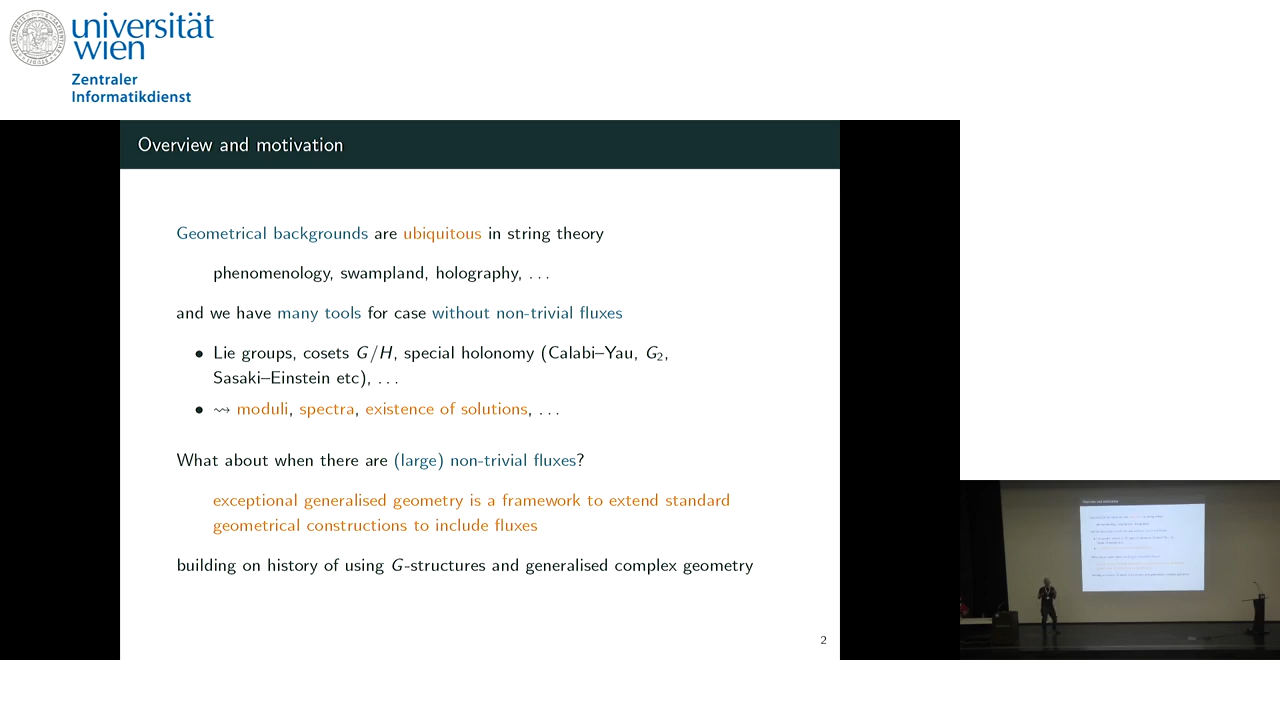 universität
wien
Zentraler
Informatikdienst
Overview and motivation
Geometrical backgrounds are ubiquitous in string theory
phenomenology, swampland, holography, . . .
and we have many tools for case without non-trivial fluxes
• Lie groups, cosets G/H, special holonomy (Calabi–Yau, G₂,
Sasaki–Einstein etc), . . .
• ⇝ moduli, spectra, existence of solutions, . . .
What about when there are (large) non-trivial fluxes?
exceptional generalised geometry is a framework to extend standard
geometrical constructions to include fluxes
building on history of using G-structures and generalised complex geometry
2